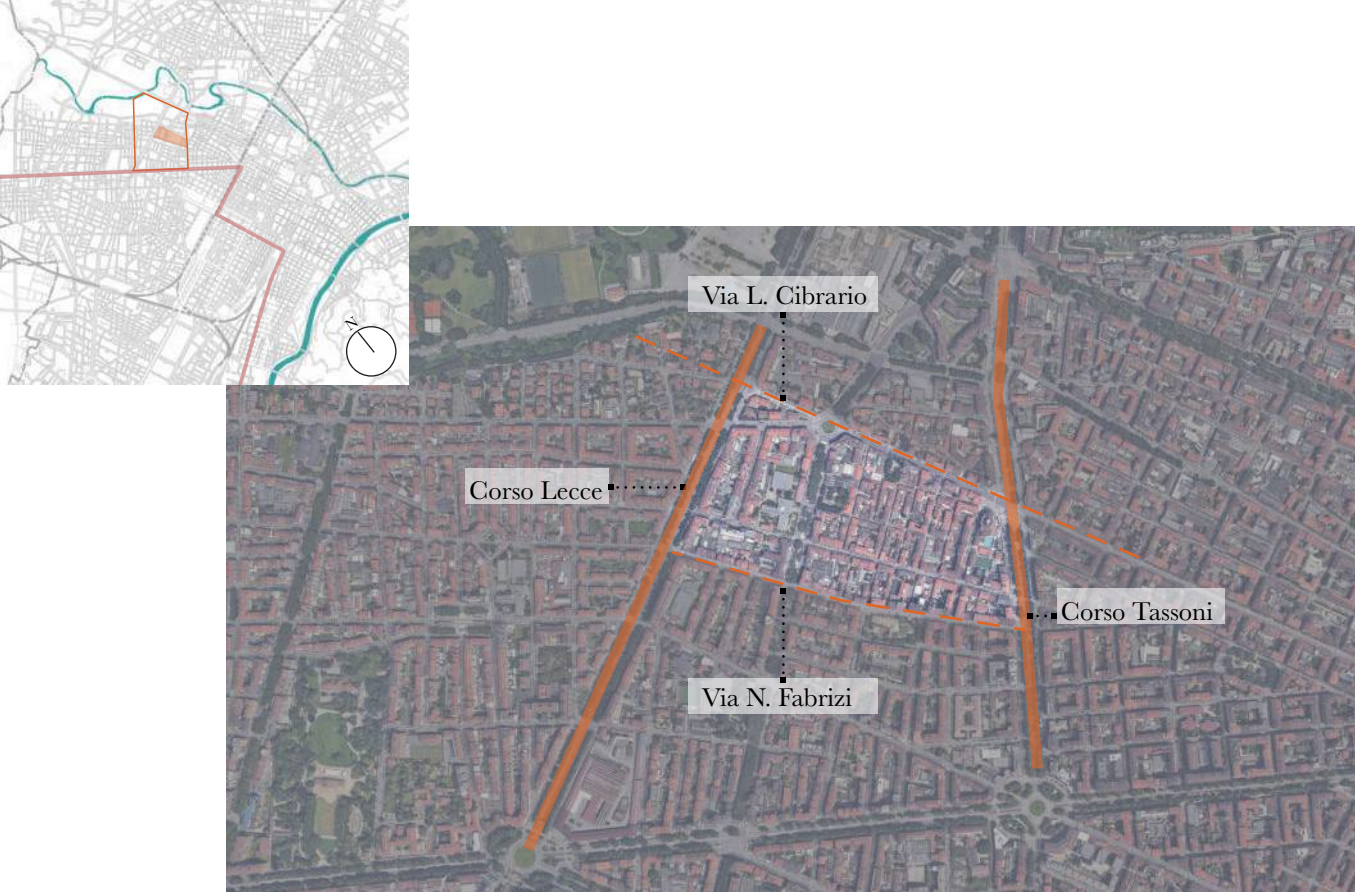 N
Via L. Cibrario
Corso Lecce
Corso Tassoni
Via N. Fabrizi